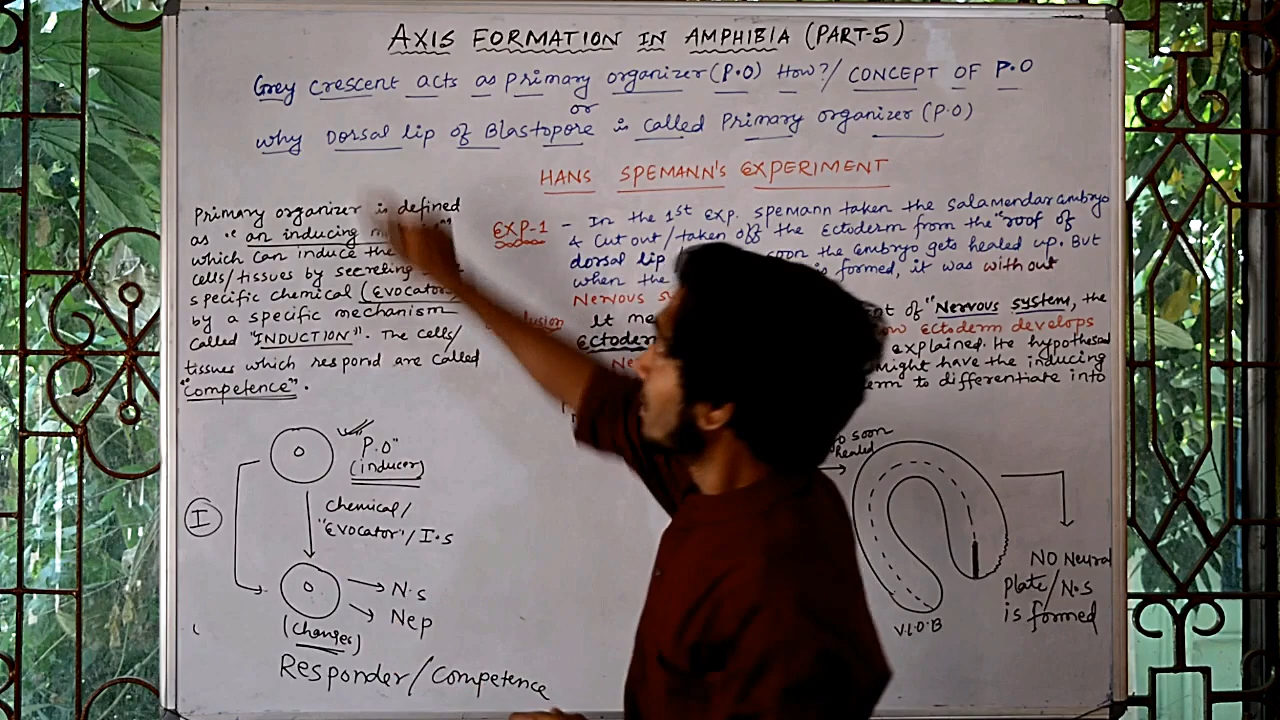 AXIS FORMATION IN AMPHIBIA (PART-5)
Grey crescent acts as primary organizer (P.O) How?/ CONCEPT OF P.O
or
why Dorsal lip of Blastopore is called Primary organizer (P.O)
HANS SPEMANN'S EXPERIMENT
Primary organizer is defined
as " an inducing
which can induce the
cells/tissues by secreting
specific chemical (Evocator
by a specific mechanism
called "INDUCTION". The cells/
tissues which respond are called
"competence".
EXP-1 - In the 1st exp. spemann taken the salamendar embryo
& cut out/taken off the Ectoderm from the "roof of
dorsal lip soon the embryo gets healed up. But
when the is formed, it was with out
Nervous
It of "Nervous system, the
Ectoderm ectoderm develops
explained. He hypothesed
might have the inducing
to differentiate into
"P.O"
(inducer)
Chemical/
"Evocator"/I.S
I
N.S
Nep
(changes)
Responder/Competence
soon
healed
V.L.O.B
NO Neural
Plate/N.S
is formed